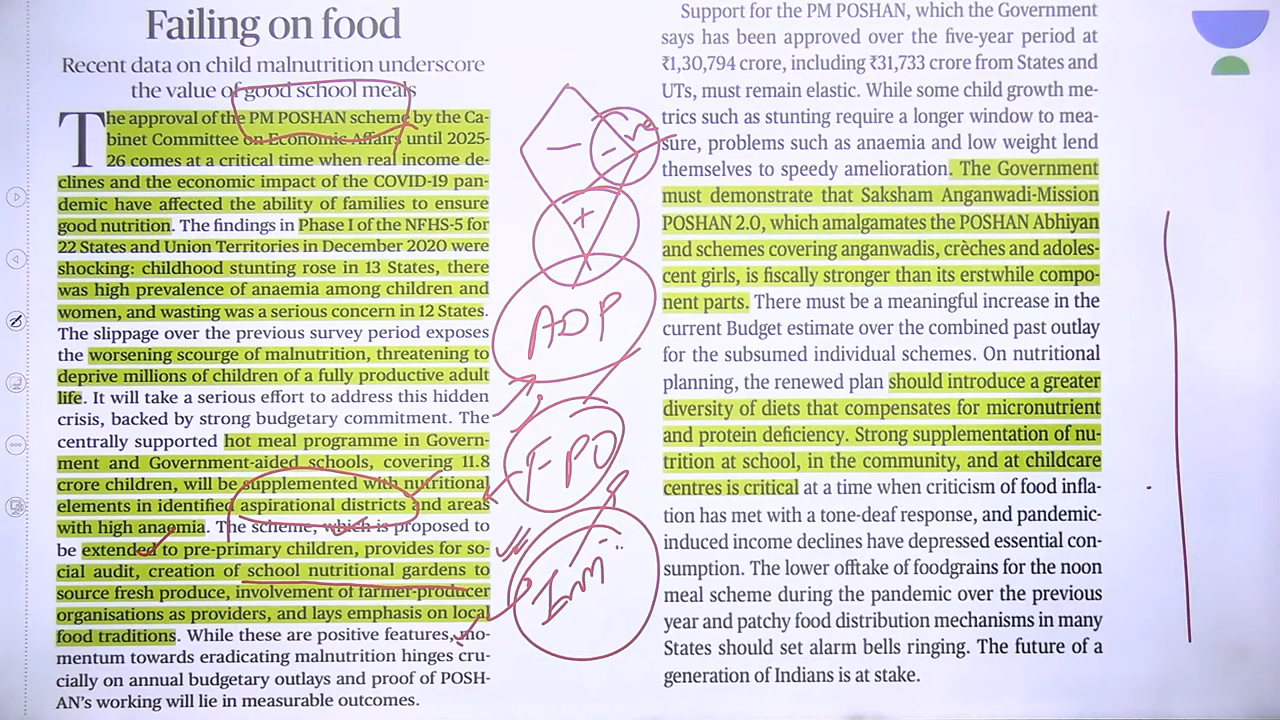 Failing on food
Recent data on child malnutrition underscore
the value of good school meals
The approval of the PM POSHAN scheme by the Ca-
binet Committee on Economic Affairs until 2025-
26 comes at a critical time when real income de-
clines and the economic impact of the COVID-19 pan-
demic have affected the ability of families to ensure
good nutrition. The findings in Phase I of the NFHS-5 for
22 States and Union Territories in December 2020 were
shocking: childhood stunting rose in 13 States, there
was high prevalence of anaemia among children and
women, and wasting was a serious concern in 12 States.
The slippage over the previous survey period exposes
the worsening scourge of malnutrition, threatening to
deprive millions of children of a fully productive adult
life. It will take a serious effort to address this hidden
crisis, backed by strong budgetary commitment. The
centrally supported hot meal programme in Govern-
ment and Government-aided schools, covering 11.8
crore children, will be supplemented with nutritional
elements in identified aspirational districts and areas
with high anaemia. The scheme, which is proposed to
be extended to pre-primary children, provides for so-
cial audit, creation of school nutritional gardens to
source fresh produce, involvement of farmer-producer
organisations as providers, and lays emphasis on local
food traditions. While these are positive features, mo-
mentum towards eradicating malnutrition hinges cru-
cially on annual budgetary outlays and proof of POSH-
AN's working will lie in measurable outcomes.
- -ve
+
ADP
FPO
Imm
Support for the PM POSHAN, which the Government
says has been approved over the five-year period at
₹1,30,794 crore, including ₹31,733 crore from States and
UTs, must remain elastic. While some child growth me-
trics such as stunting require a longer window to mea-
sure, problems such as anaemia and low weight lend
themselves to speedy amelioration. The Government
must demonstrate that Saksham Anganwadi-Mission
POSHAN 2.0, which amalgamates the POSHAN Abhiyan
and schemes covering anganwadis, crèches and adoles-
cent girls, is fiscally stronger than its erstwhile compo-
nent parts. There must be a meaningful increase in the
current Budget estimate over the combined past outlay
for the subsumed individual schemes. On nutritional
planning, the renewed plan should introduce a greater
diversity of diets that compensates for micronutrient
and protein deficiency. Strong supplementation of nu-
trition at school, in the community, and at childcare
centres is critical at a time when criticism of food infla-
tion has met with a tone-deaf response, and pandemic-
induced income declines have depressed essential con-
sumption. The lower offtake of foodgrains for the noon
meal scheme during the pandemic over the previous
year and patchy food distribution mechanisms in many
States should set alarm bells ringing. The future of a
generation of Indians is at stake.